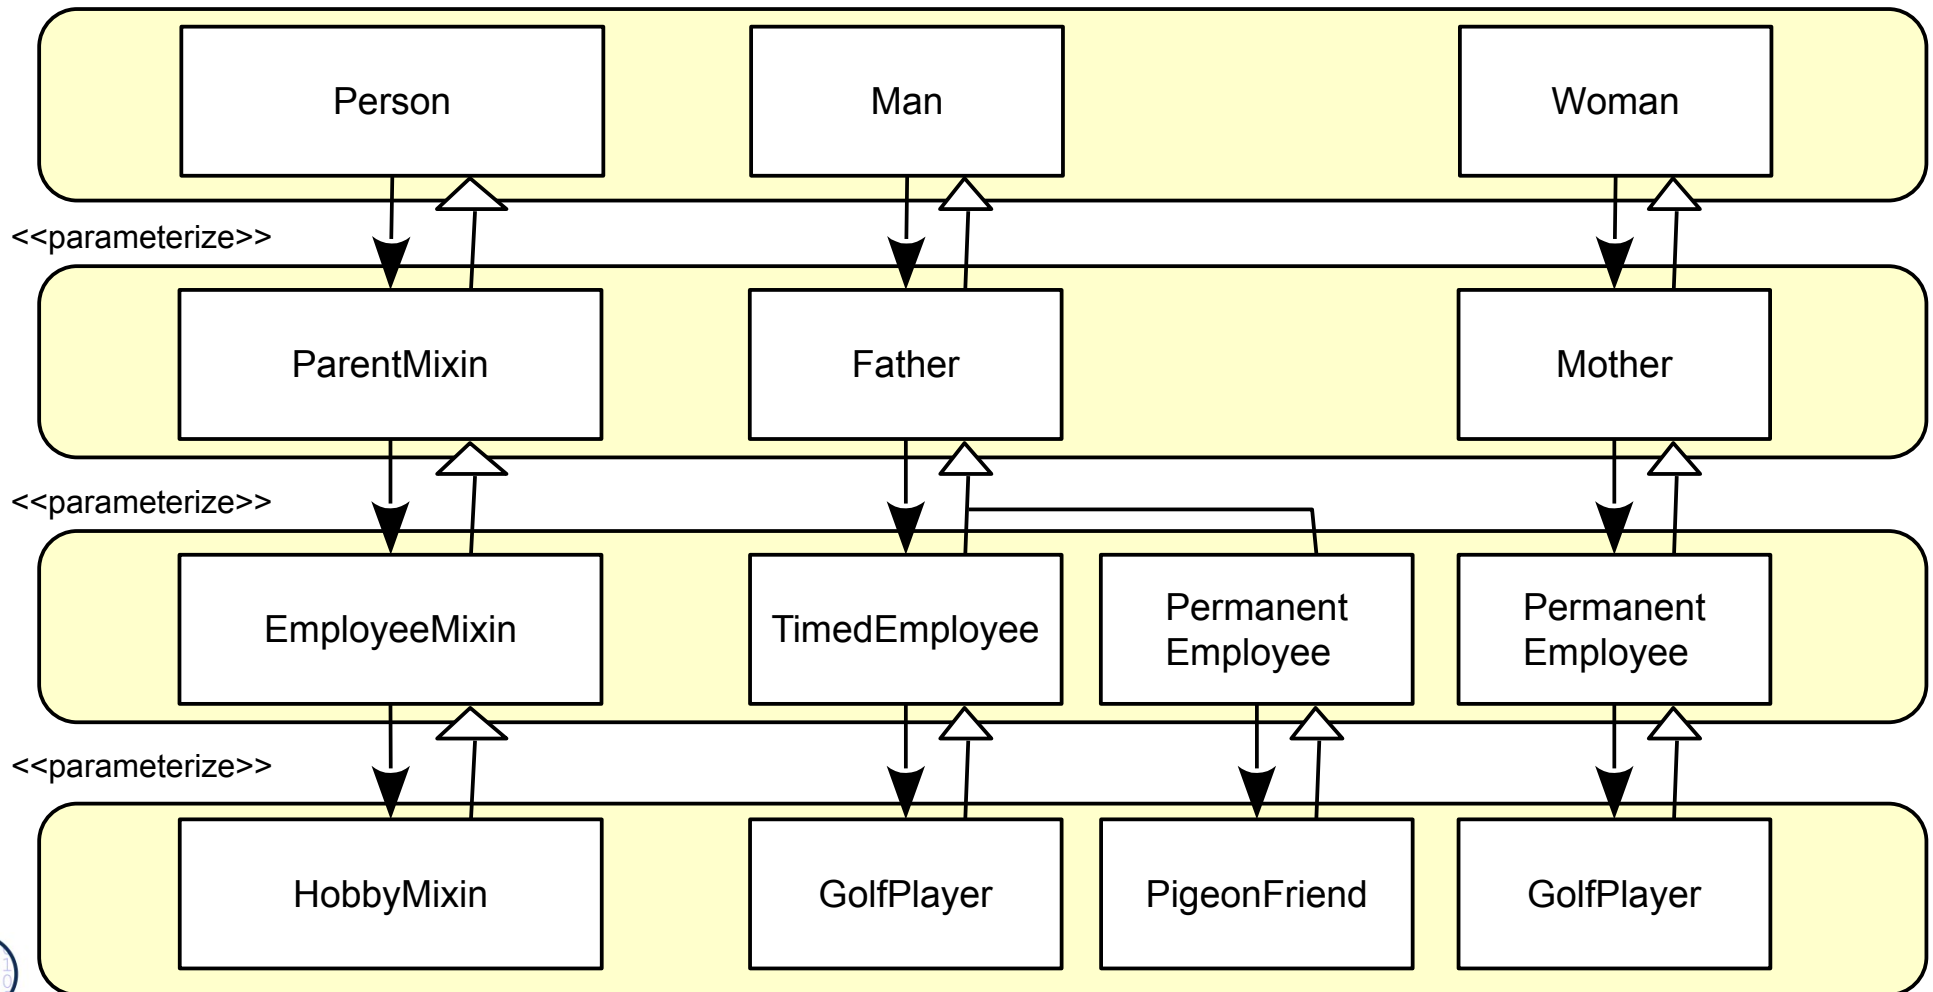 Person
Man
Woman
<<parameterize>>
ParentMixin
Father
Mother
<<parameterize>>
EmployeeMixin
TimedEmployee
Permanent
Employee
Permanent
Employee
<<parameterize>>
HobbyMixin
GolfPlayer
PigeonFriend
GolfPlayer